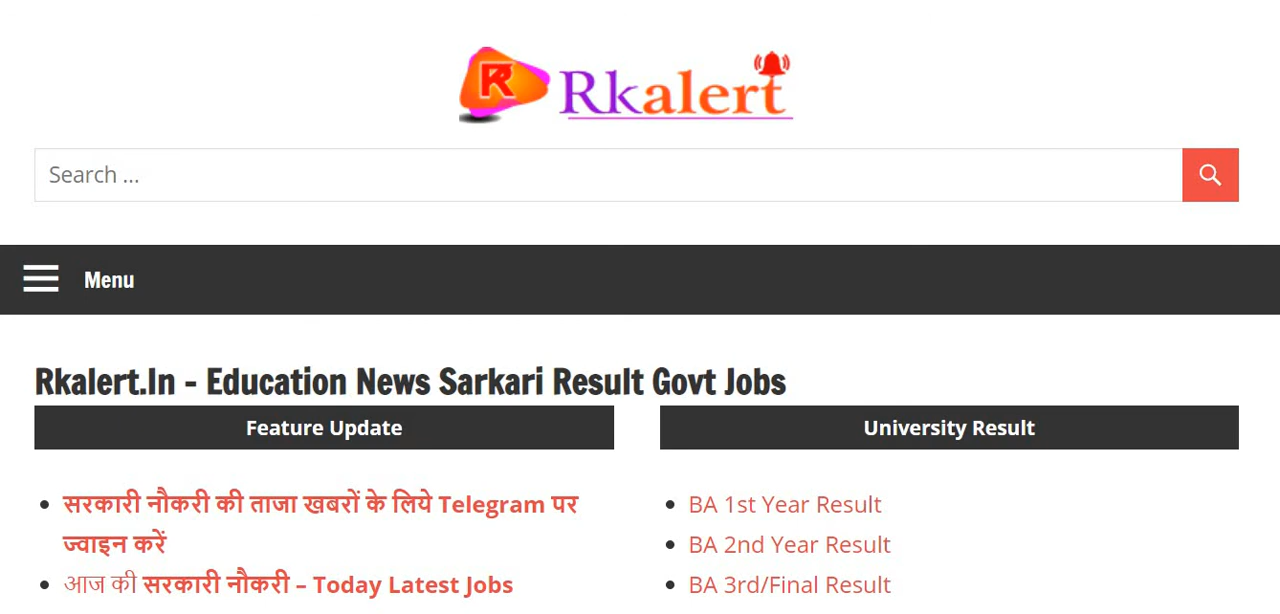 R Rkalert
Search ...
Menu
Rkalert.In – Education News Sarkari Result Govt Jobs
Feature Update
सरकारी नौकरी की ताजा खबरों के लिये Telegram पर
ज्वाइन करें
आज की सरकारी नौकरी – Today Latest Jobs
University Result
BA 1st Year Result
BA 2nd Year Result
BA 3rd/Final Result